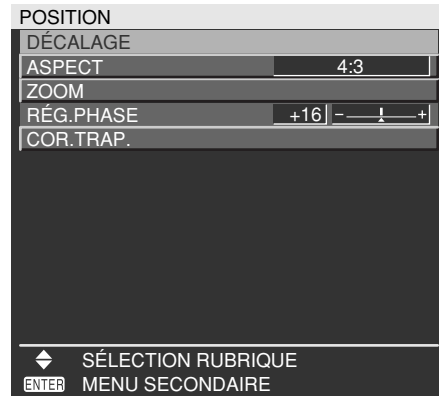 POSITION
DÉCALAGE
ASPECT 4:3
ZOOM
RÉG.PHASE +16 - +
COR.TRAP.
SÉLECTION RUBRIQUE
ENTER MENU SECONDAIRE